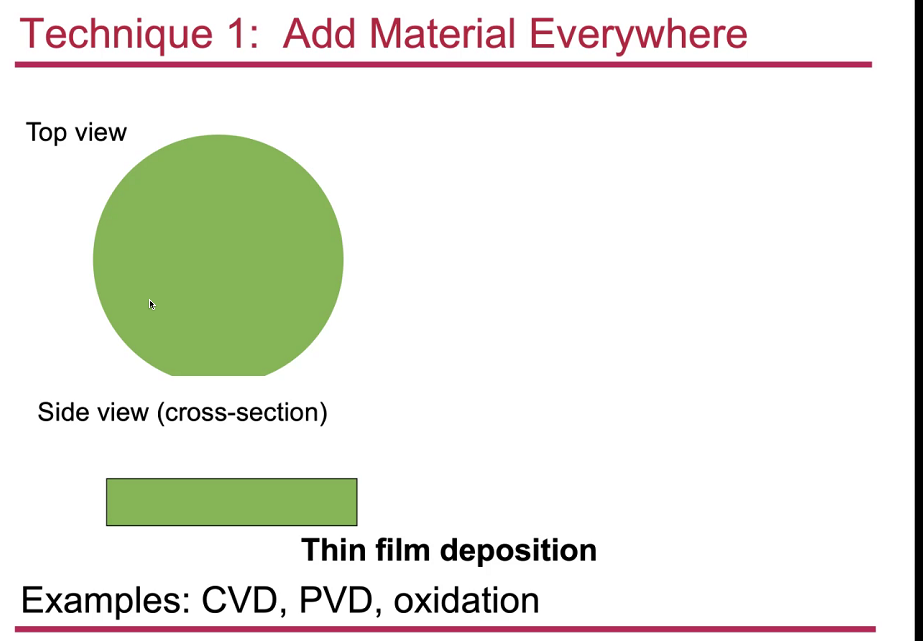 Technique 1:  Add Material Everywhere
Top view
Side view (cross-section)
Thin film deposition
Examples: CVD, PVD, oxidation